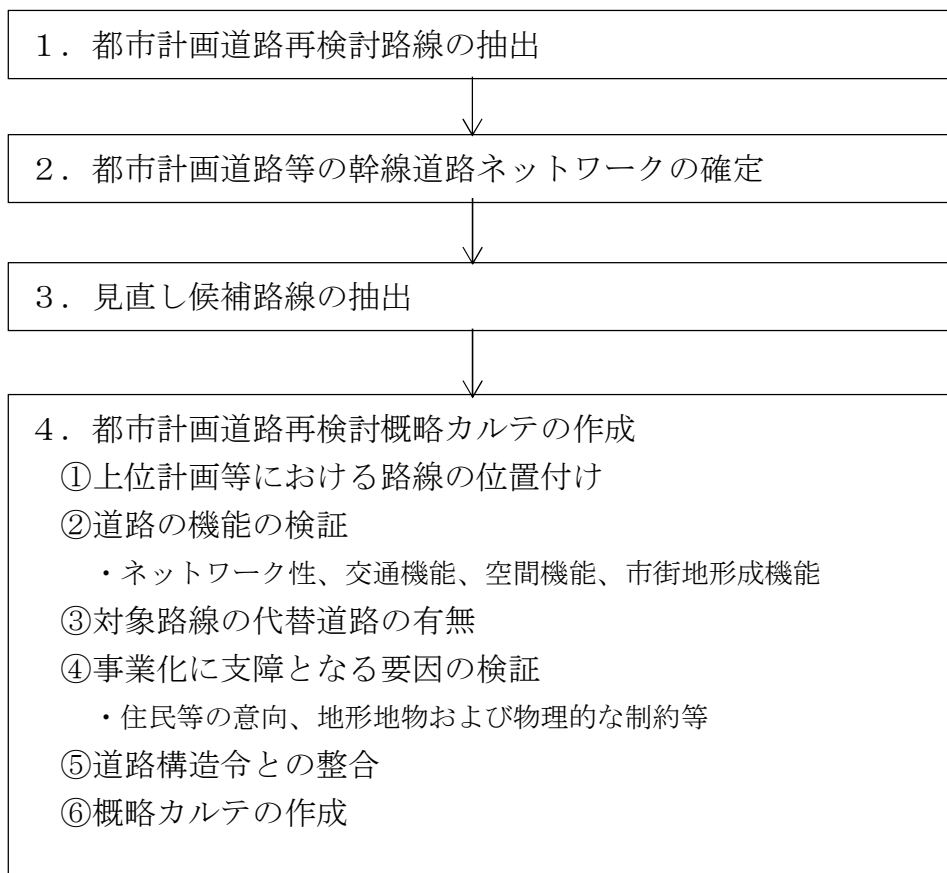 １．都市計画道路再検討路線の抽出
２．都市計画道路等の幹線道路ネットワークの確定
３．見直し候補路線の抽出
４．都市計画道路再検討概略カルテの作成
①上位計画等における路線の位置付け
②道路の機能の検証
・ネットワーク性、交通機能、空間機能、市街地形成機能
③対象路線の代替道路の有無
④事業化に支障となる要因の検証
・住民等の意向、地形地物および物理的な制約等
⑤道路構造令との整合
⑥概略カルテの作成